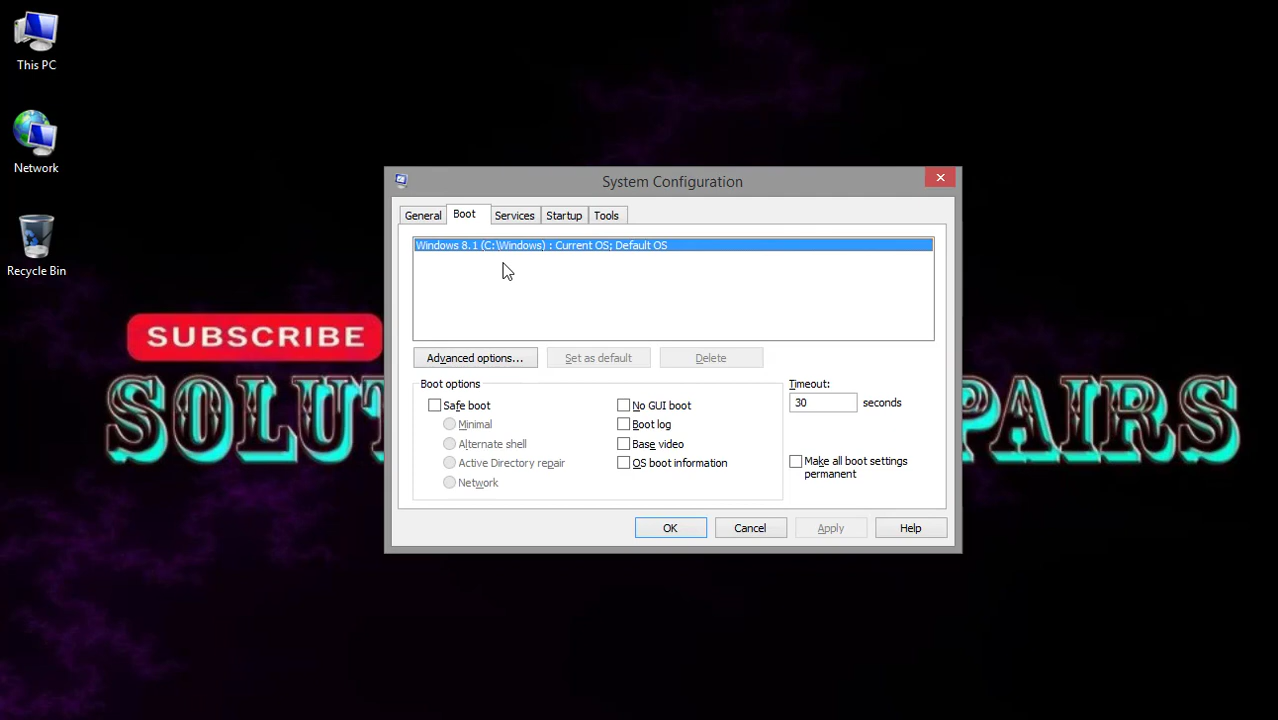 This PC
Network
Recycle Bin
System Configuration
General Boot Services Startup Tools
Windows 8.1 (C:\Windows) : Current OS; Default OS
Advanced options... Set as default Delete
Boot options
Safe boot
Minimal
Alternate shell
Active Directory repair
Network
No GUI boot
Boot log
Base video
OS boot information
Timeout:
30 seconds
Make all boot settings
permanent
OK Cancel Apply Help
SUBSCRIBE